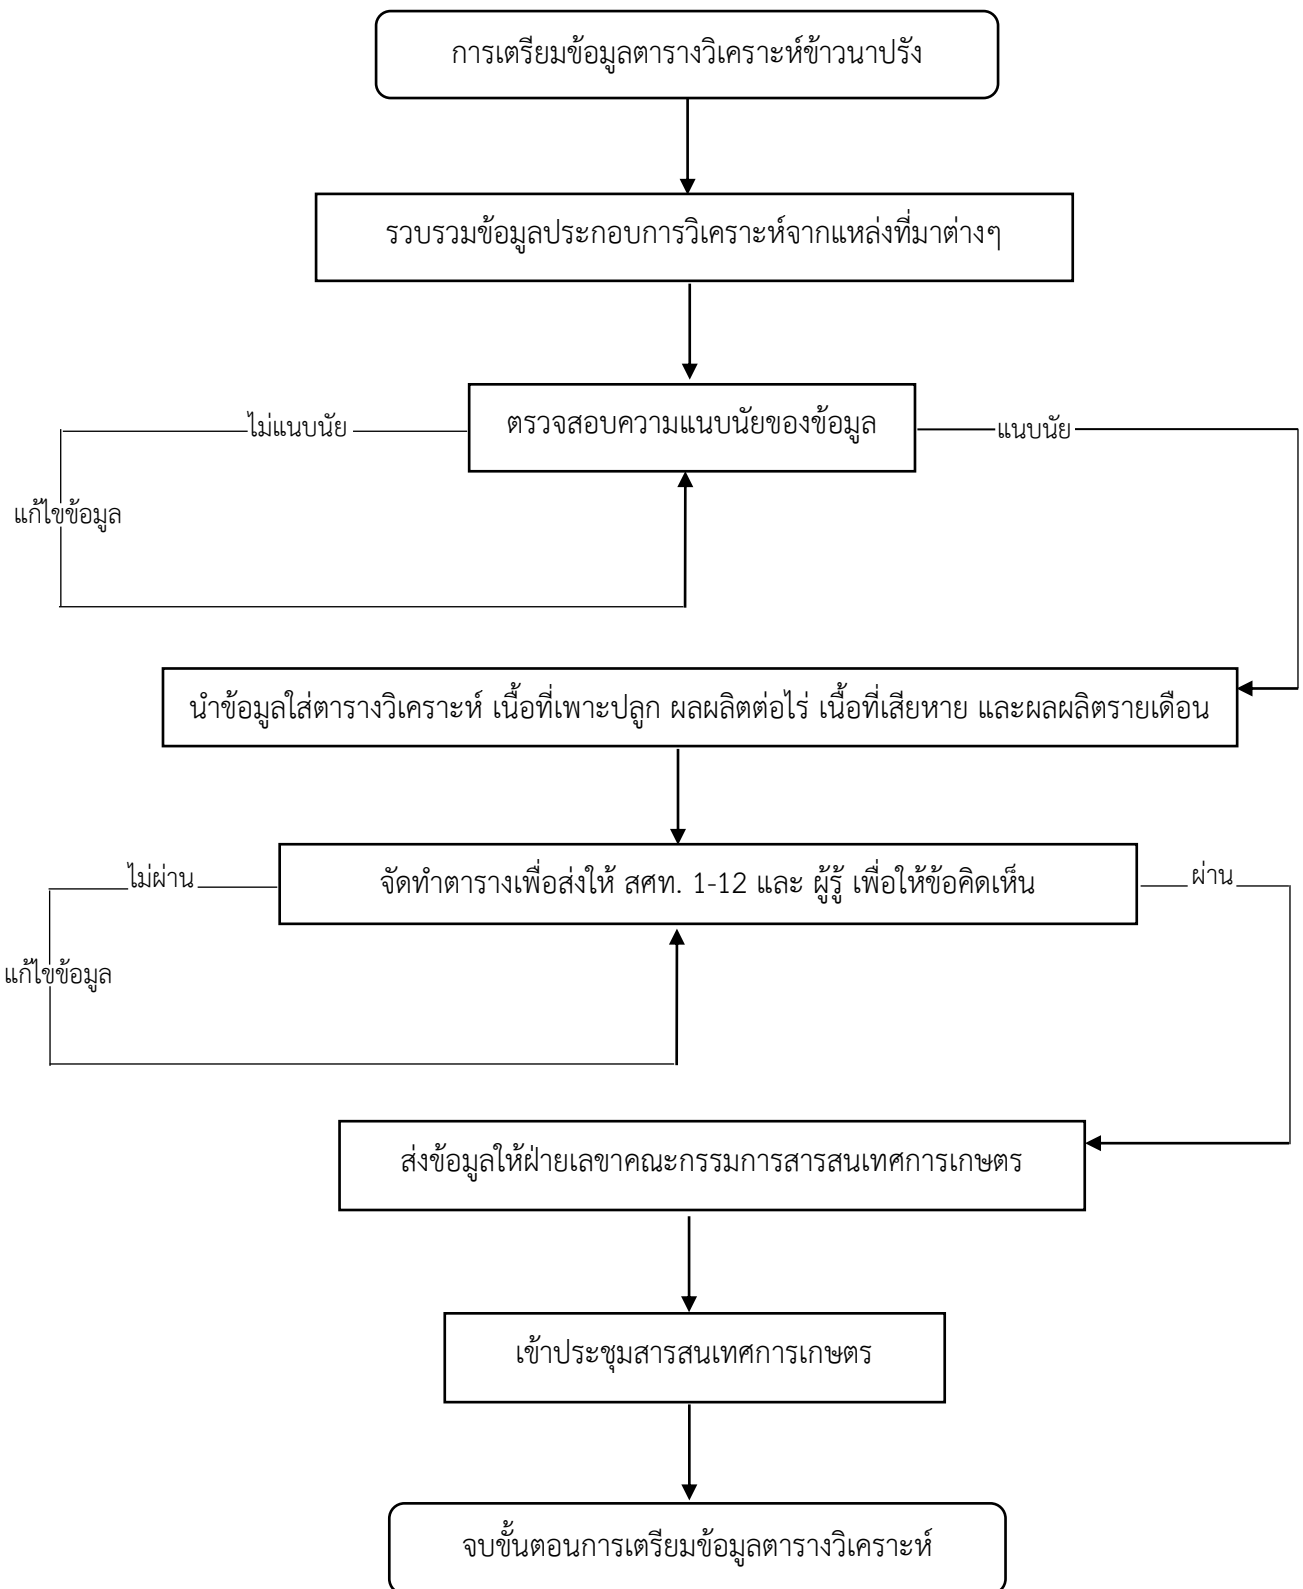 การเตรียมข้อมูลตารางวิเคราะห์ข้าวนาปรัง
รวบรวมข้อมูลประกอบการวิเคราะห์จากแหล่งที่มาต่างๆ
ตรวจสอบความแนบนัยของข้อมูล
ไม่แนบนัย
แนบนัย
แก้ไขข้อมูล
นำข้อมูลใส่ตารางวิเคราะห์ เนื้อที่เพาะปลูก ผลผลิตต่อไร่ เนื้อที่เสียหาย และผลผลิตรายเดือน
จัดทำตารางเพื่อส่งให้ สศท. 1-12 และ ผู้รู้ เพื่อให้ข้อคิดเห็น
ไม่ผ่าน
ผ่าน
แก้ไขข้อมูล
ส่งข้อมูลให้ฝ่ายเลขาคณะกรรมการสารสนเทศการเกษตร
เข้าประชุมสารสนเทศการเกษตร
จบขั้นตอนการเตรียมข้อมูลตารางวิเคราะห์